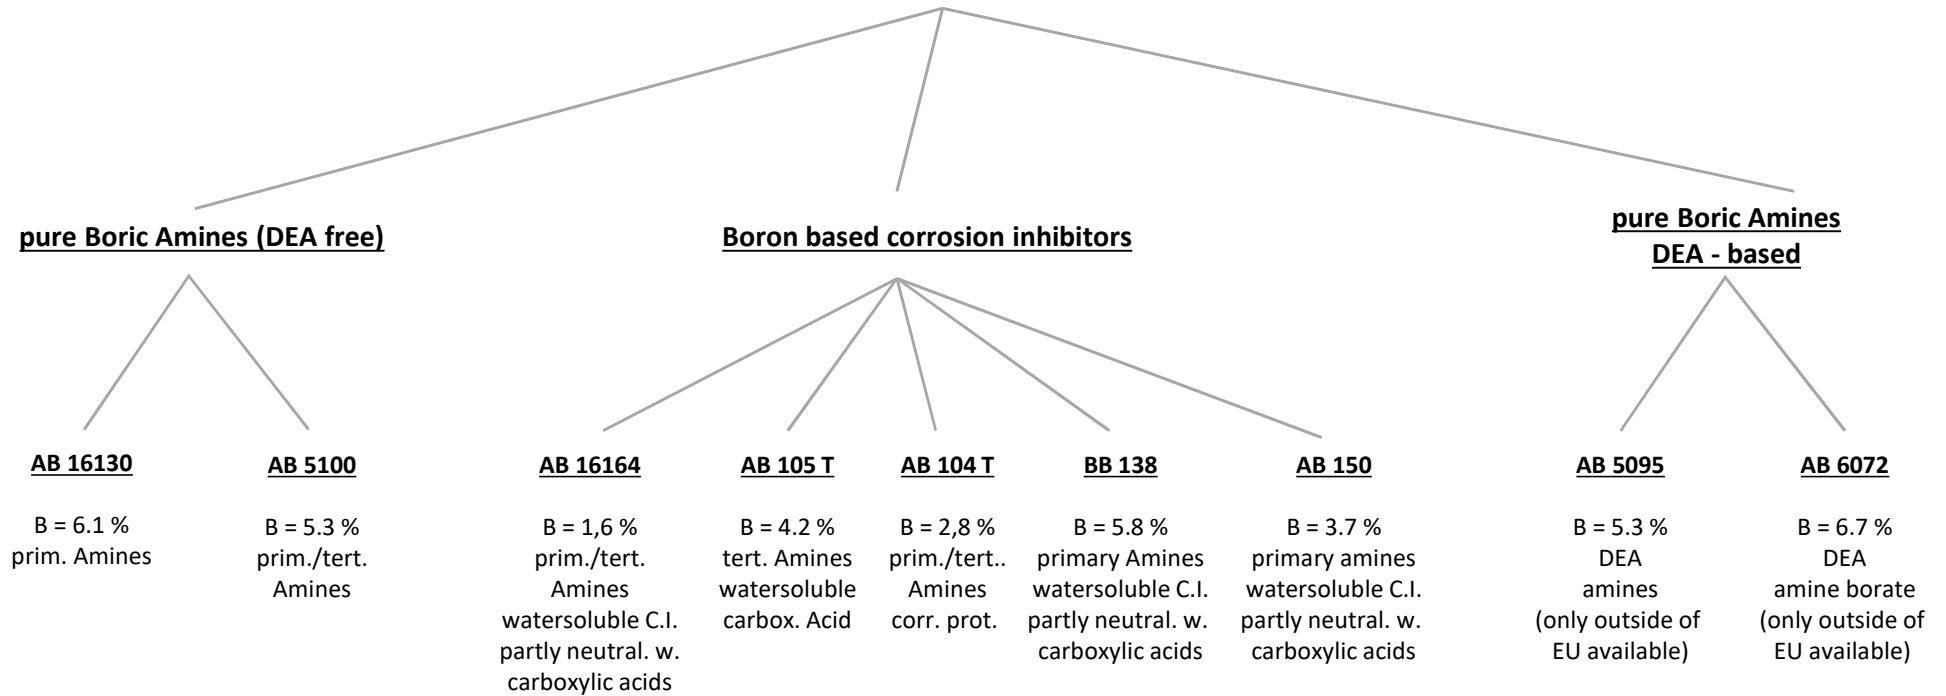 pure Boric Amines (DEA free)
Boron based corrosion inhibitors
pure Boric Amines
DEA - based
AB 16130
B = 6.1 %
prim. Amines
AB 5100
B = 5.3 %
prim./tert.
Amines
AB 16164
B = 1,6 %
prim./tert.
Amines
watersoluble C.I.
partly neutral. w.
carboxylic acids
AB 105 T
B = 4.2 %
tert. Amines
watersoluble
carbox. Acid
AB 104 T
B = 2,8 %
prim./tert..
Amines
corr. prot.
BB 138
B = 5.8 %
primary Amines
watersoluble C.I.
partly neutral. w.
carboxylic acids
AB 150
B = 3.7 %
primary amines
watersoluble C.I.
partly neutral. w.
carboxylic acids
AB 5095
B = 5.3 %
DEA
amines
(only outside of
EU available)
AB 6072
B = 6.7 %
DEA
amine borate
(only outside of
EU available)